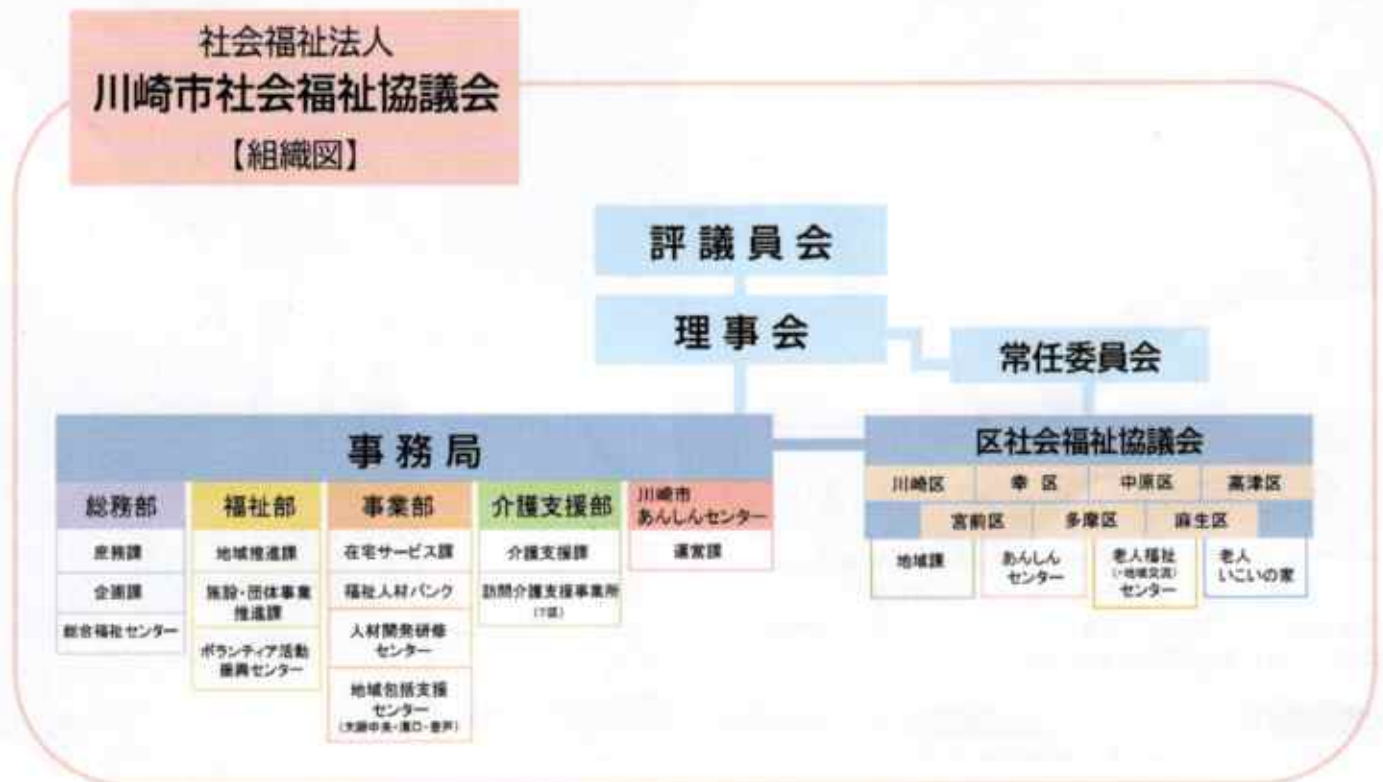 社会福祉法人
川崎市社会福祉協議会
【組織図】
評議員会
理事会
常任委員会
事務局
総務部
庶務課
企画課
総合福祉センター
福祉部
地域推進課
施設・団体事業
推進課
ボランティア活動
振興センター
事業部
在宅サービス課
福祉人材バンク
人材開発研修
センター
地域包括支援
センター
介護支援部
介護支援課
訪問介護支援事業所
川崎市
あんしんセンター
運営課
区社会福祉協議会
川崎区 幸区 中原区 高津区
宮前区 多摩区 麻生区
地域課
あんしん
センター
老人福祉
(・地域交流)
センター
老人
いこいの家